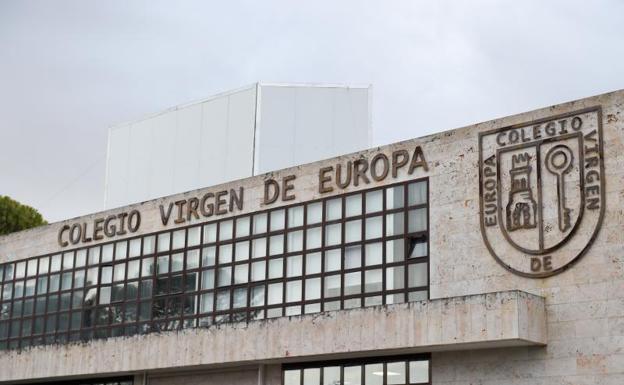 COLEGIO VIRGEN DE EUROPA
COLEGIO
EUROPA
VIRGEN
DE